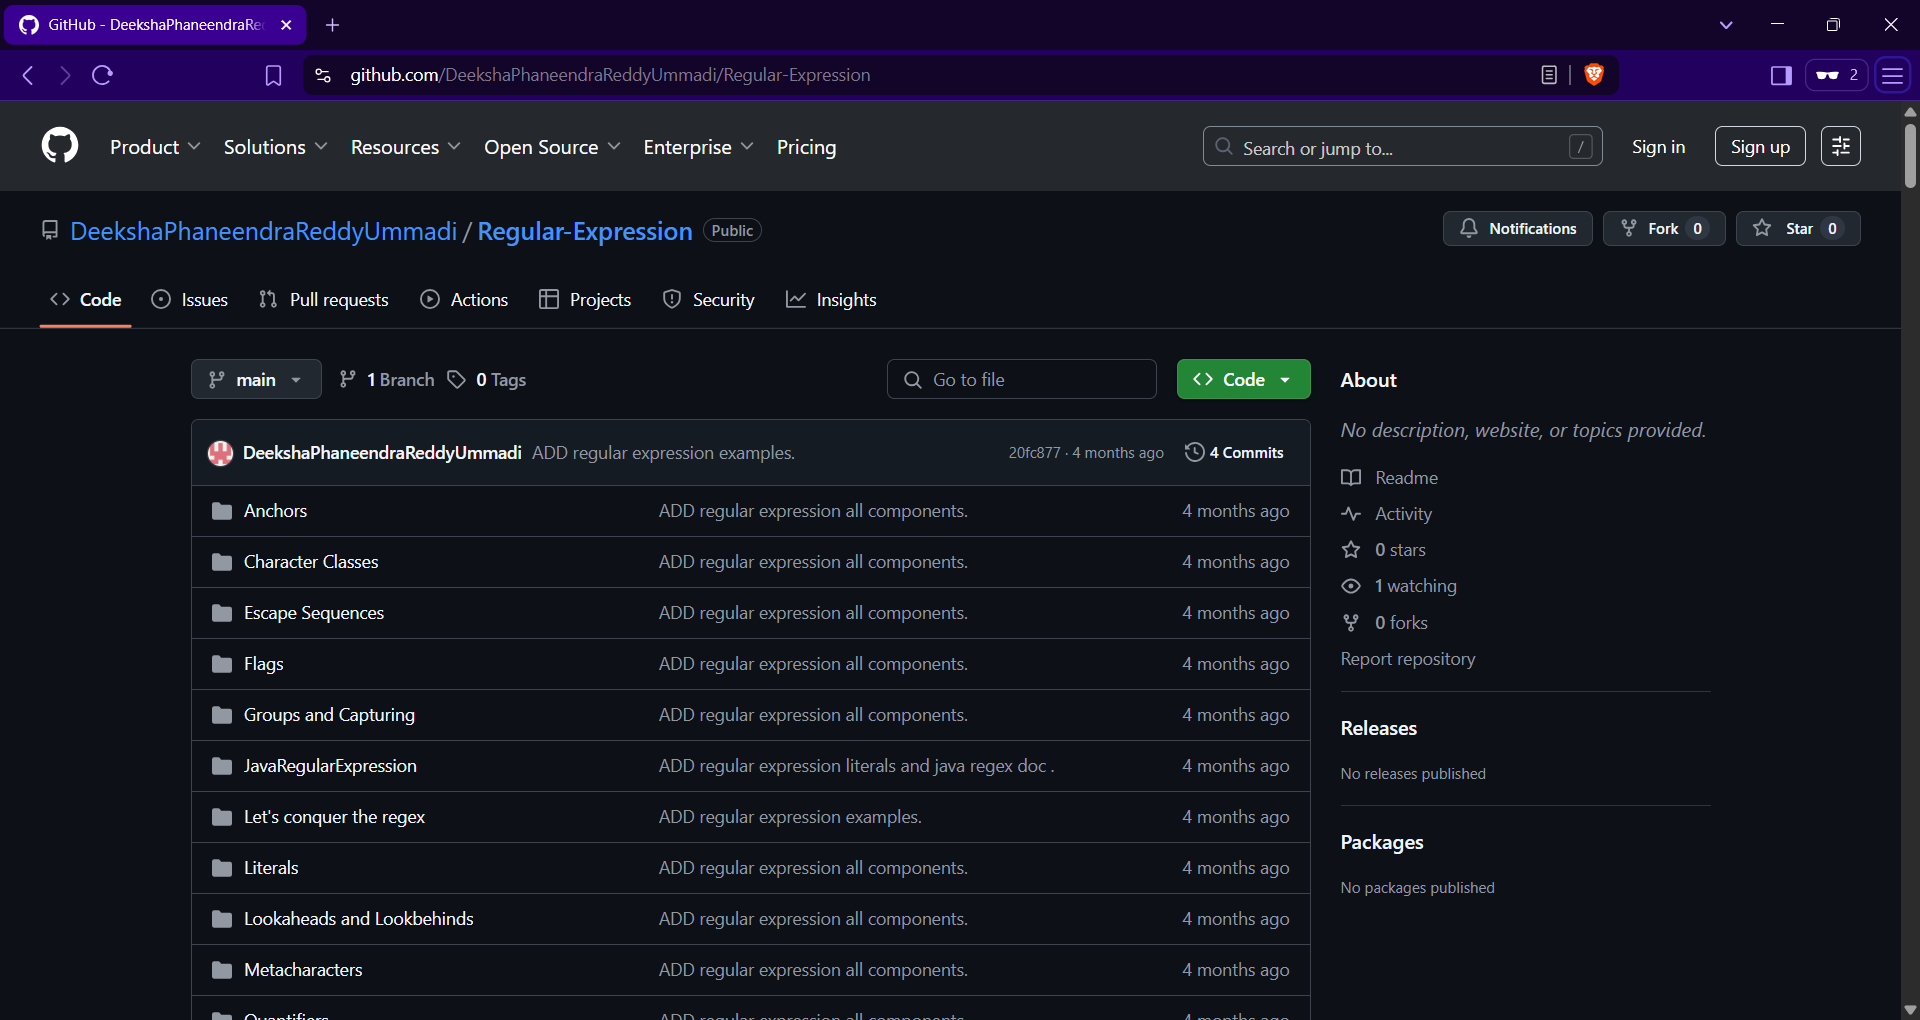 GitHub - DeekshaPhaneendraRe
github.com/DeekshaPhaneendraReddyUmmadi/Regular-Expression
2
Product Solutions Resources Open Source Enterprise Pricing
Search or jump to... /
Sign in
Sign up
DeekshaPhaneendraReddyUmmadi / Regular-Expression Public
Notifications
Fork 0
Star 0
Code Issues Pull requests Actions Projects Security Insights
main 1 Branch 0 Tags
Go to file
Code
DeekshaPhaneendraReddyUmmadi ADD regular expression examples. 20fc877 · 4 months ago 4 Commits
Anchors ADD regular expression all components. 4 months ago
Character Classes ADD regular expression all components. 4 months ago
Escape Sequences ADD regular expression all components. 4 months ago
Flags ADD regular expression all components. 4 months ago
Groups and Capturing ADD regular expression all components. 4 months ago
JavaRegularExpression ADD regular expression literals and java regex doc . 4 months ago
Let's conquer the regex ADD regular expression examples. 4 months ago
Literals ADD regular expression all components. 4 months ago
Lookaheads and Lookbehinds ADD regular expression all components. 4 months ago
Metacharacters ADD regular expression all components. 4 months ago
Quantifiers ADD regular expression all components. 4 months ago
About
No description, website, or topics provided.
Readme
Activity
0 stars
1 watching
0 forks
Report repository
Releases
No releases published
Packages
No packages published